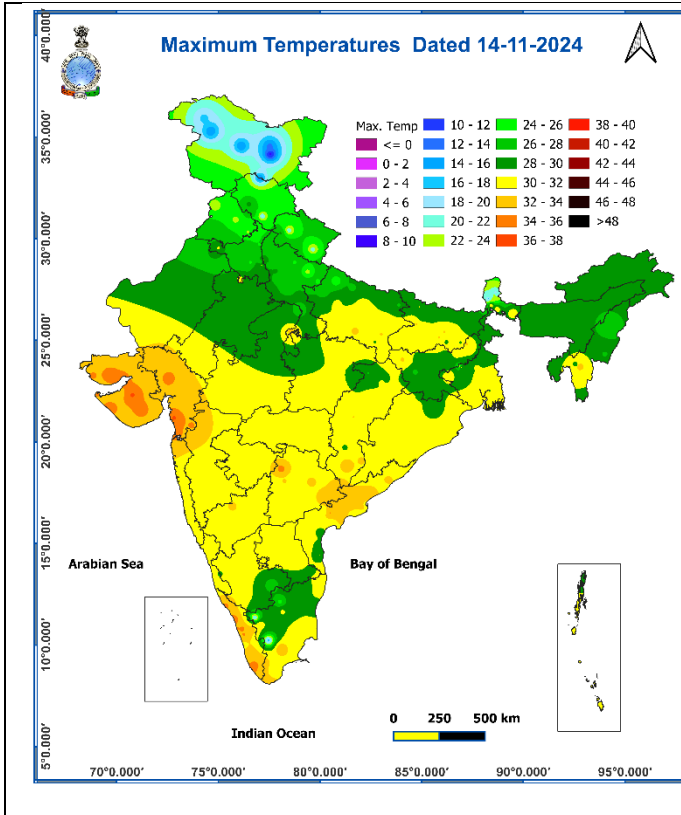 Maximum Temperatures Dated 14-11-2024
Max. Temp
<= 0
0 - 2
2 - 4
4 - 6
6 - 8
8 - 10
10 - 12
12 - 14
14 - 16
16 - 18
18 - 20
20 - 22
22 - 24
24 - 26
26 - 28
28 - 30
30 - 32
32 - 34
34 - 36
36 - 38
38 - 40
40 - 42
42 - 44
44 - 46
46 - 48
>48
40°0.000'
35°0.000'
30°0.000'
25°0.000'
20°0.000'
15°0.000'
10°0.000'
5°0.000'
Arabian Sea
Bay of Bengal
Indian Ocean
0 250 500 km
70°0.000' 75°0.000' 80°0.000' 85°0.000' 90°0.000' 95°0.000'